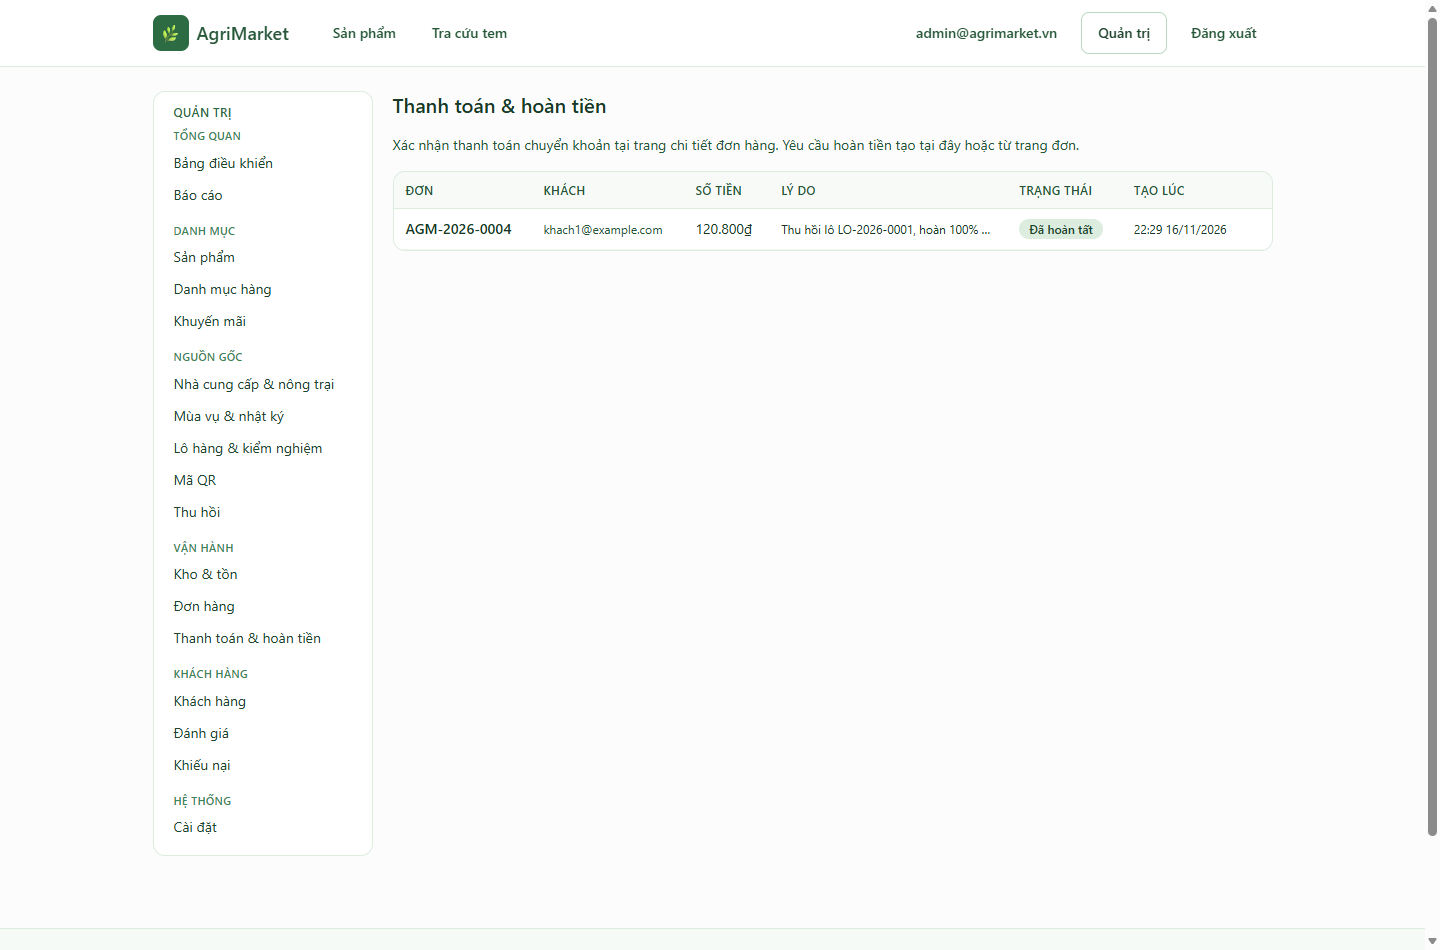 AgriMarket Sản phẩm Tra cứu tem admin@agrimarket.vn Quản trị Đăng xuất
QUẢN TRỊ
TỔNG QUAN
Bảng điều khiển
Báo cáo
DANH MỤC
Sản phẩm
Danh mục hàng
Khuyến mãi
NGUỒN GỐC
Nhà cung cấp & nông trại
Mùa vụ & nhật ký
Lô hàng & kiểm nghiệm
Mã QR
Thu hồi
VẬN HÀNH
Kho & tồn
Đơn hàng
Thanh toán & hoàn tiền
KHÁCH HÀNG
Khách hàng
Đánh giá
Khiếu nại
HỆ THỐNG
Cài đặt
Thanh toán & hoàn tiền
Xác nhận thanh toán chuyển khoản tại trang chi tiết đơn hàng. Yêu cầu hoàn tiền tạo tại đây hoặc từ trang đơn.
ĐƠN KHÁCH SỐ TIỀN LÝ DO TRẠNG THÁI TẠO LÚC
AGM-2026-0004 khach1@example.com 120.800₫ Thu hồi lô LO-2026-0001, hoàn 100% ... Đã hoàn tất 22:29 16/11/2026